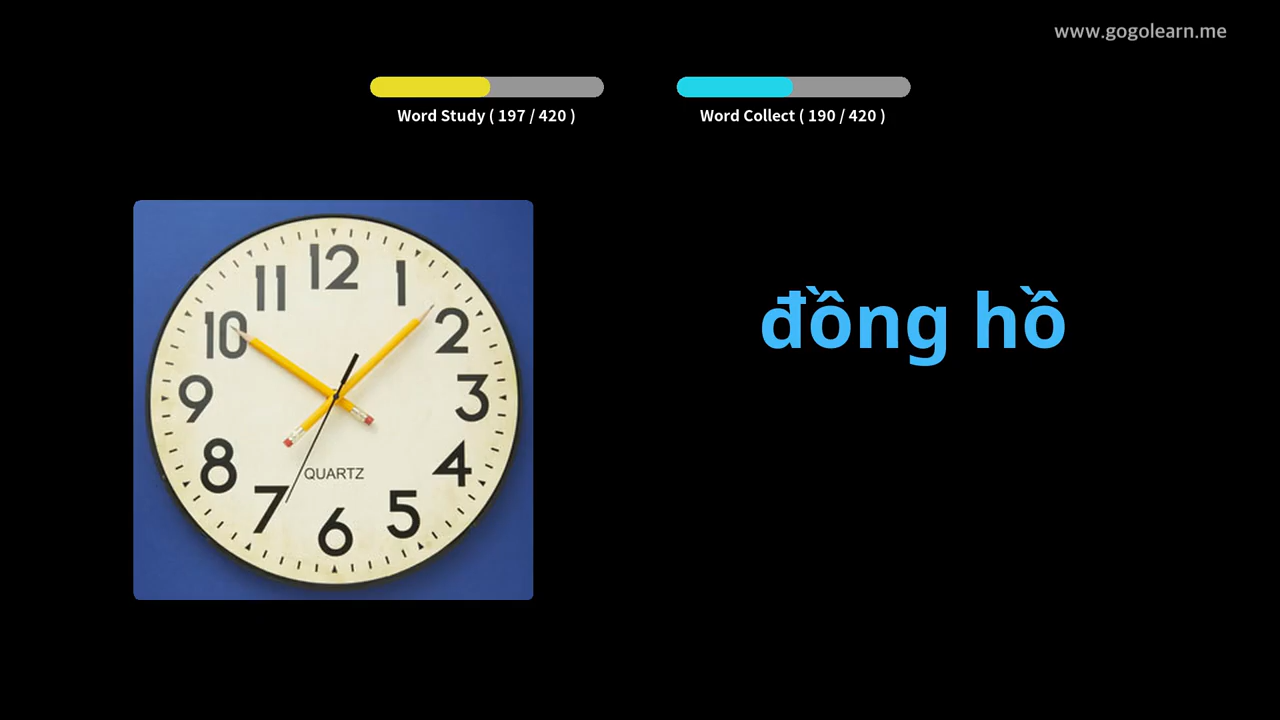 www.gogolearn.me
Word Study ( 197 / 420 )
Word Collect ( 190 / 420 )
12
11
1
10
2
9
3
8
4
7
5
6
QUARTZ
đồng hồ